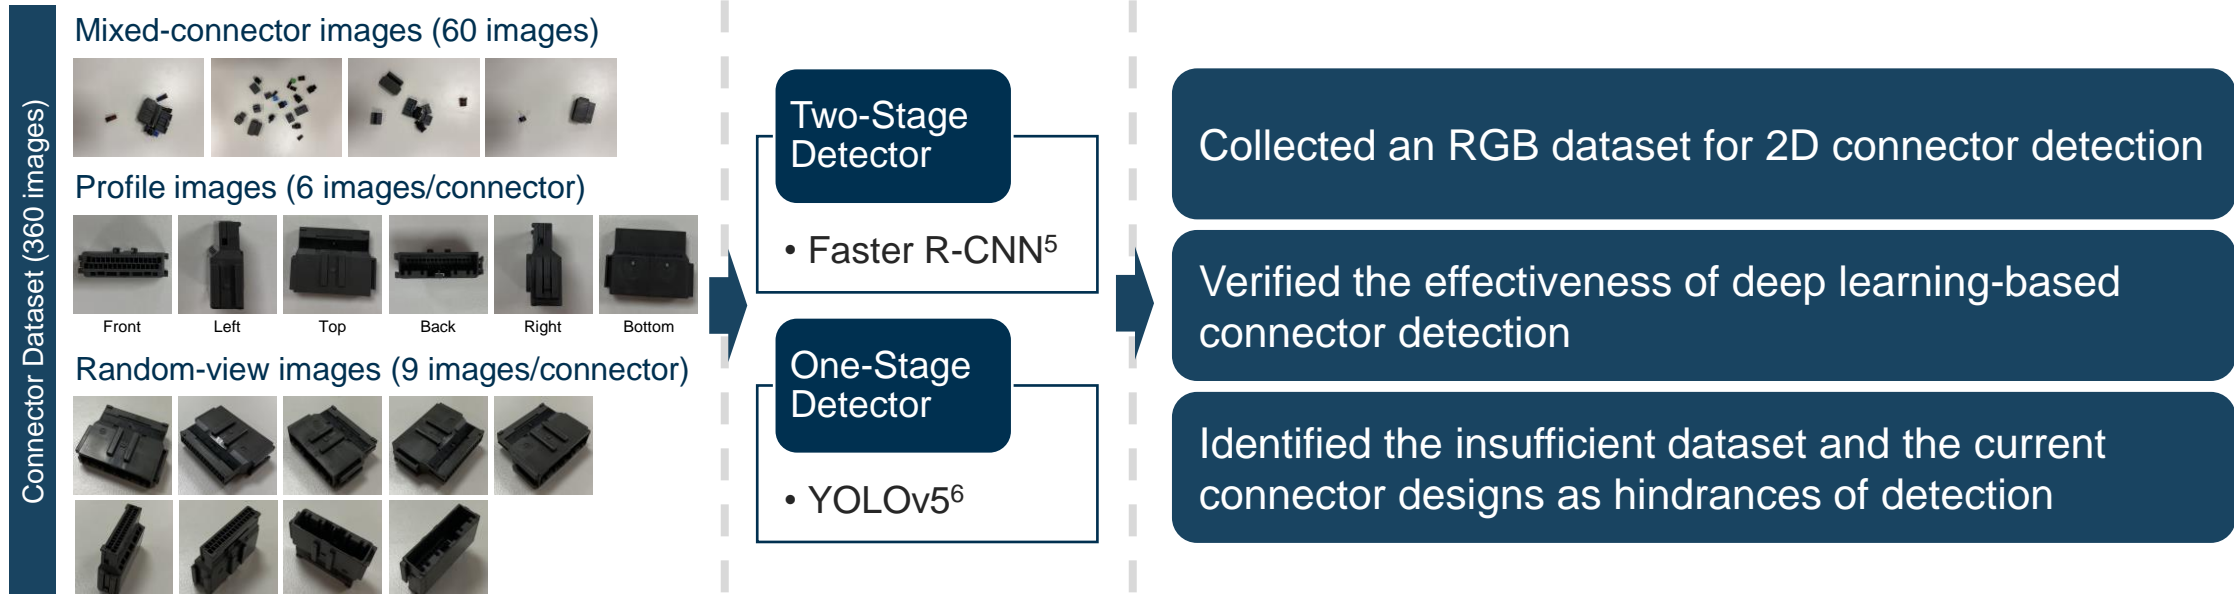 Connector Dataset (360 images)
Mixed-connector images (60 images)
Profile images (6 images/connector)
Front
Left
Top
Back
Right
Bottom
Random-view images (9 images/connector)
Two-Stage
Detector
• Faster R-CNN⁵
One-Stage
Detector
• YOLOv5⁶
Collected an RGB dataset for 2D connector detection
Verified the effectiveness of deep learning-based
connector detection
Identified the insufficient dataset and the current
connector designs as hindrances of detection